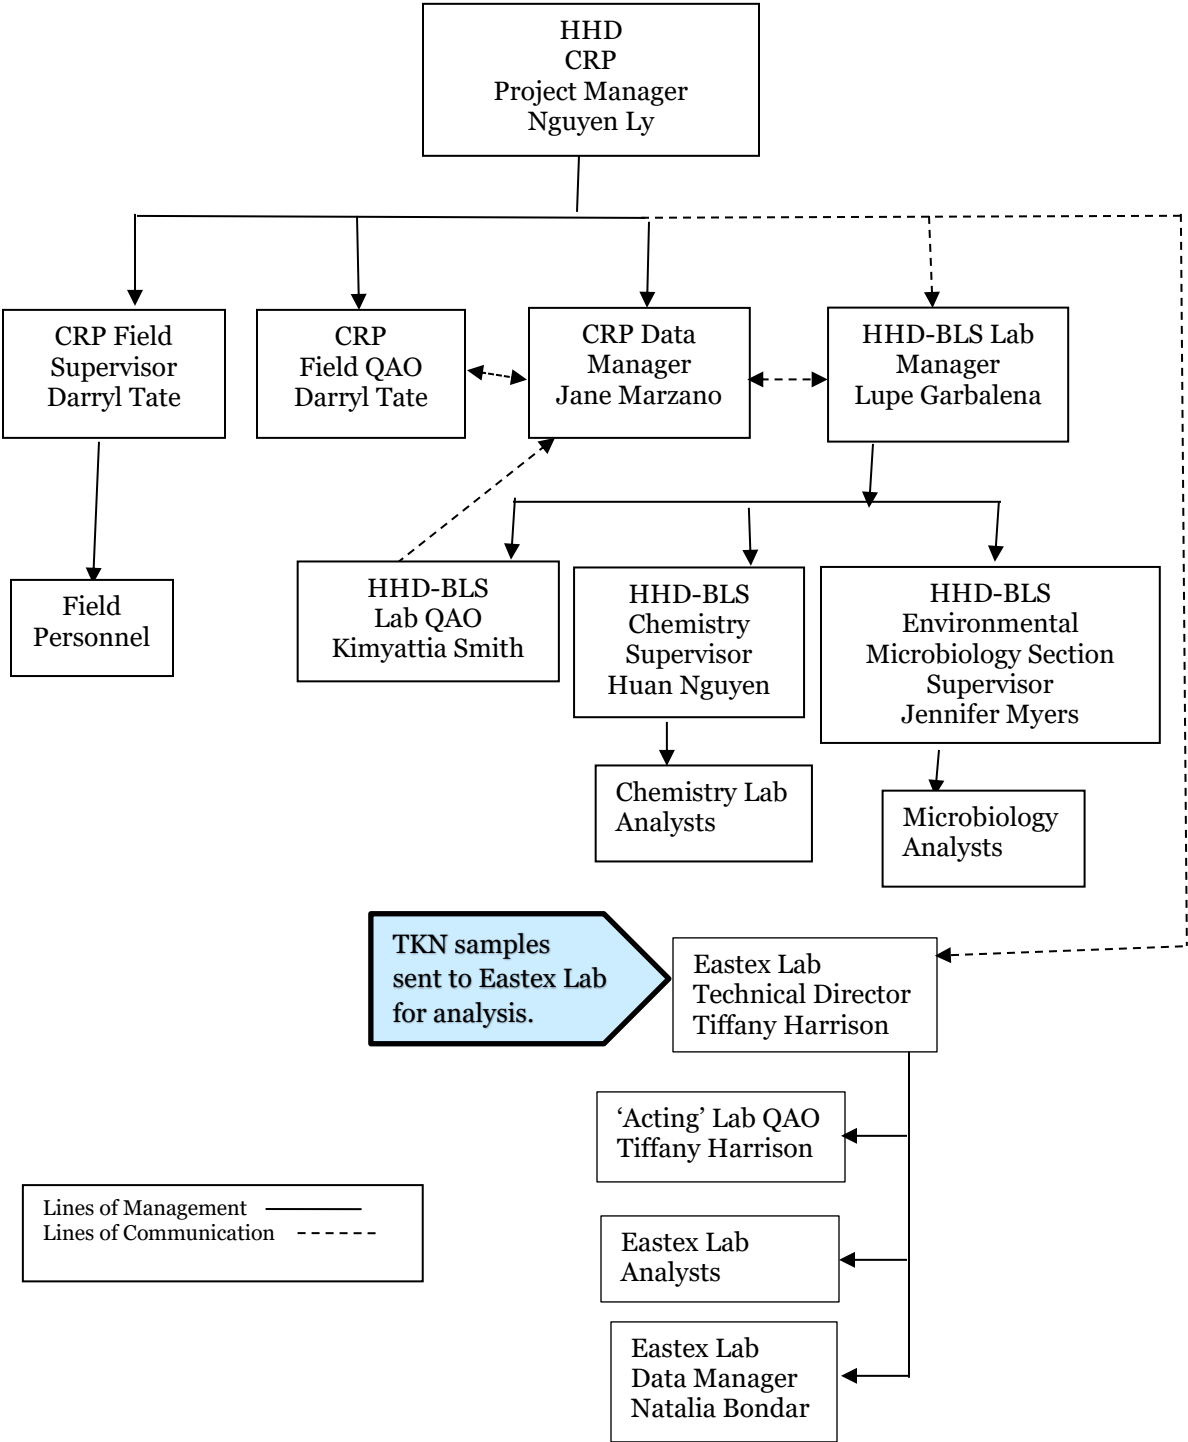 HHD
CRP
Project Manager
Nguyen Ly
CRP Field
Supervisor
Darryl Tate
CRP
Field QAO
Darryl Tate
CRP Data
Manager
Jane Marzano
HHD-BLS Lab
Manager
Lupe Garbalena
Field
Personnel
HHD-BLS
Lab QAO
Kimyattia Smith
HHD-BLS
Chemistry
Supervisor
Huan Nguyen
HHD-BLS
Environmental
Microbiology Section
Supervisor
Jennifer Myers
Chemistry Lab
Analysts
Microbiology
Analysts
TKN samples
sent to Eastex Lab
for analysis.
Eastex Lab
Technical Director
Tiffany Harrison
‘Acting’ Lab QAO
Tiffany Harrison
Eastex Lab
Analysts
Eastex Lab
Data Manager
Natalia Bondar
Lines of Management
Lines of Communication